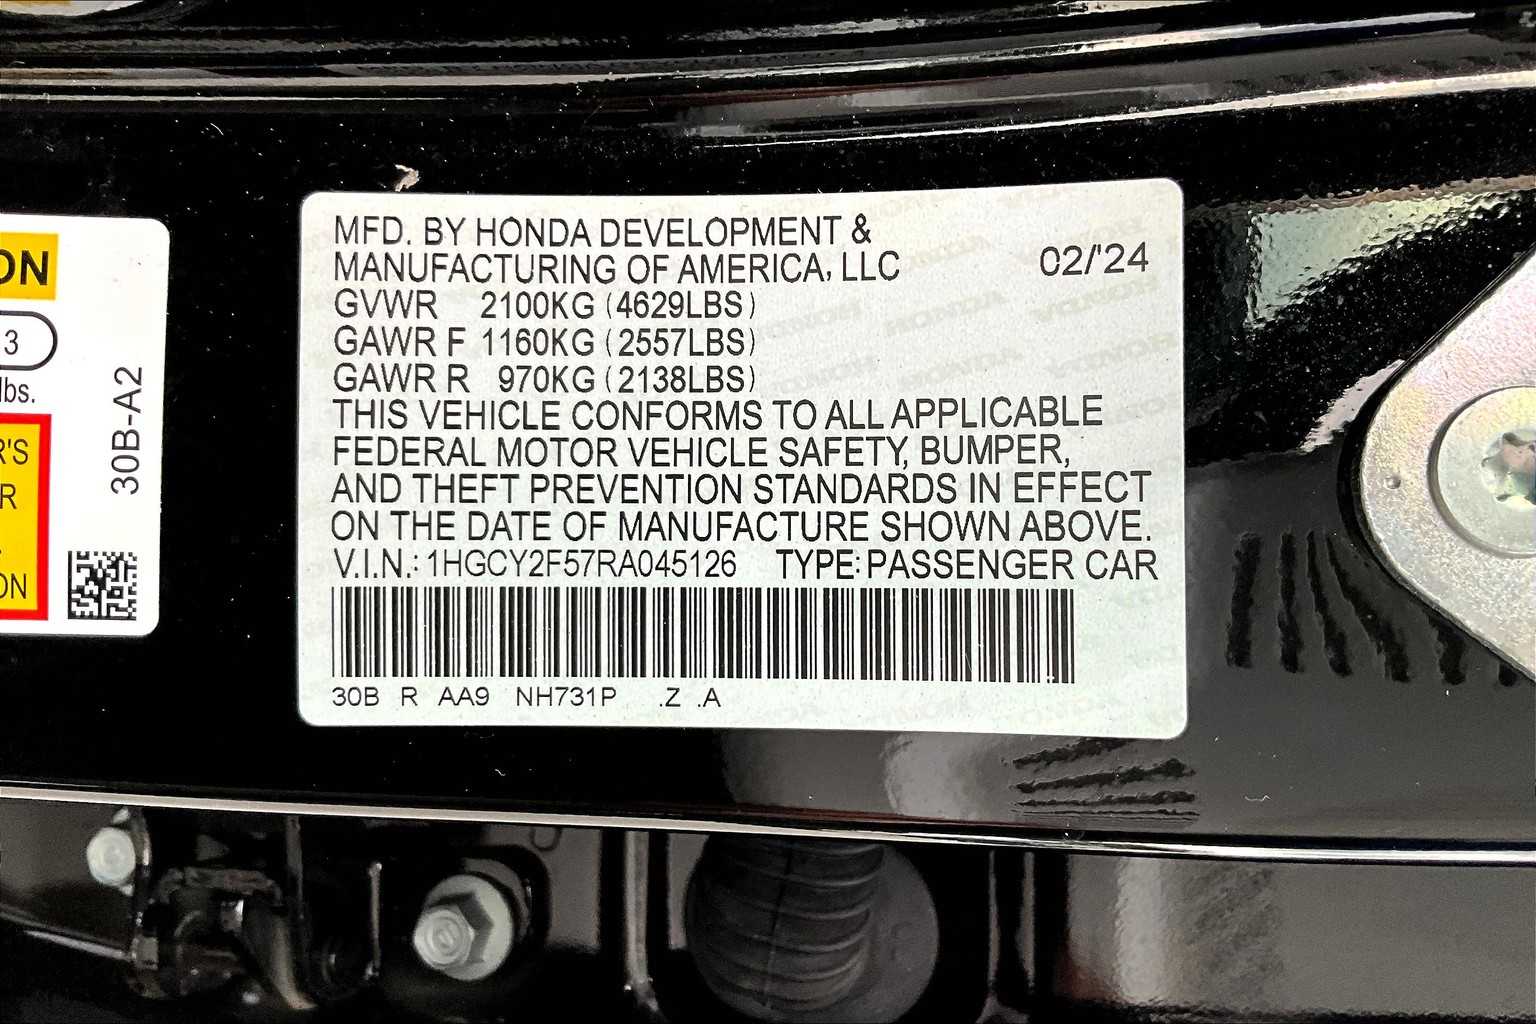 ON
3
lbs.
R'S
R
ON
30B-A2
MFD. BY HONDA DEVELOPMENT &
MANUFACTURING OF AMERICA, LLC
02/'24
GVWR 2100KG (4629LBS)
GAWR F 1160KG (2557LBS)
GAWR R 970KG (2138LBS)
THIS VEHICLE CONFORMS TO ALL APPLICABLE
FEDERAL MOTOR VEHICLE SAFETY, BUMPER,
AND THEFT PREVENTION STANDARDS IN EFFECT
ON THE DATE OF MANUFACTURE SHOWN ABOVE.
V.I.N.: 1HGCY2F57RA045126 TYPE: PASSENGER CAR
30B R AA9 NH731P .Z .A